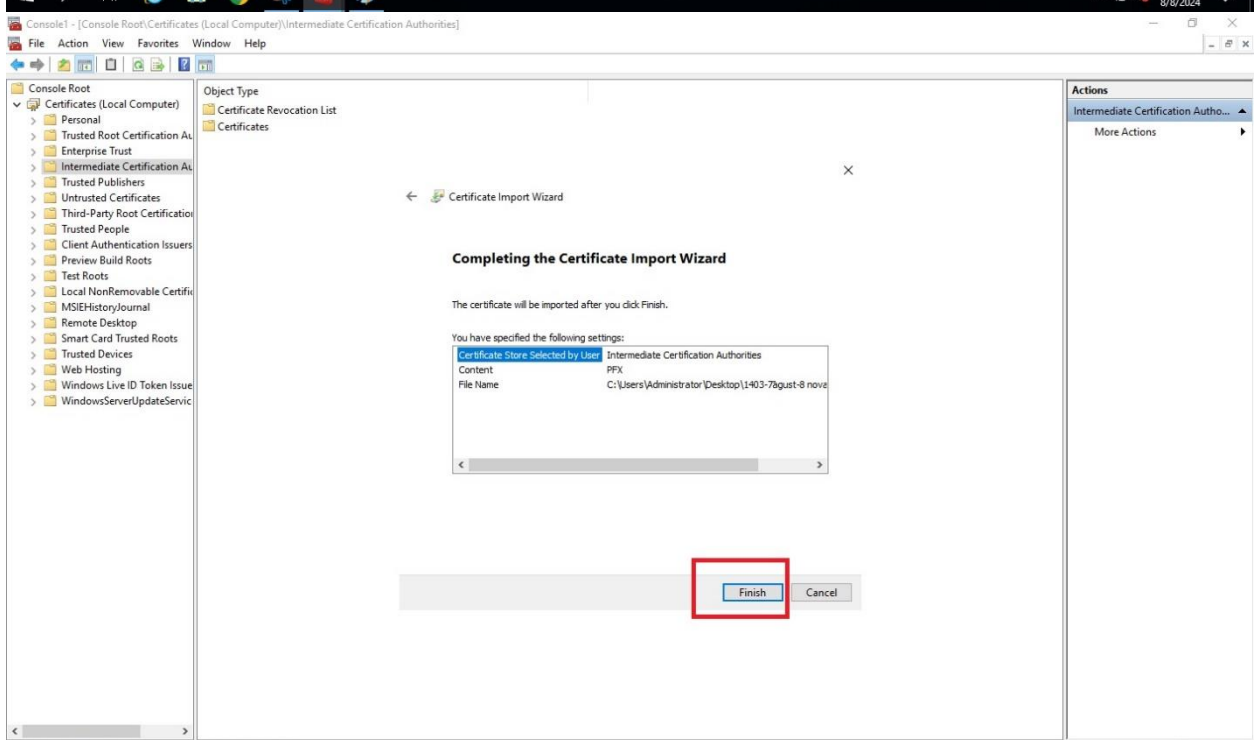 8/8/2024
Console1 - [Console Root\Certificates (Local Computer)\Intermediate Certification Authorities]
File Action View Favorites Window Help
Console Root
Certificates (Local Computer)
Personal
Trusted Root Certification Au
Enterprise Trust
Intermediate Certification Au
Trusted Publishers
Untrusted Certificates
Third-Party Root Certification
Trusted People
Client Authentication Issuers
Preview Build Roots
Test Roots
Local NonRemovable Certific
MSIEHistoryJournal
Remote Desktop
Smart Card Trusted Roots
Trusted Devices
Web Hosting
Windows Live ID Token Issue
WindowsServerUpdateServic
Object Type
Certificate Revocation List
Certificates
Certificate Import Wizard
Completing the Certificate Import Wizard
The certificate will be imported after you click Finish.
You have specified the following settings:
Certificate Store Selected by User Intermediate Certification Authorities
Content PFX
File Name C:\Users\Administrator\Desktop\1403-7āgust-8 nova
Finish Cancel
Actions
Intermediate Certification Autho...
More Actions